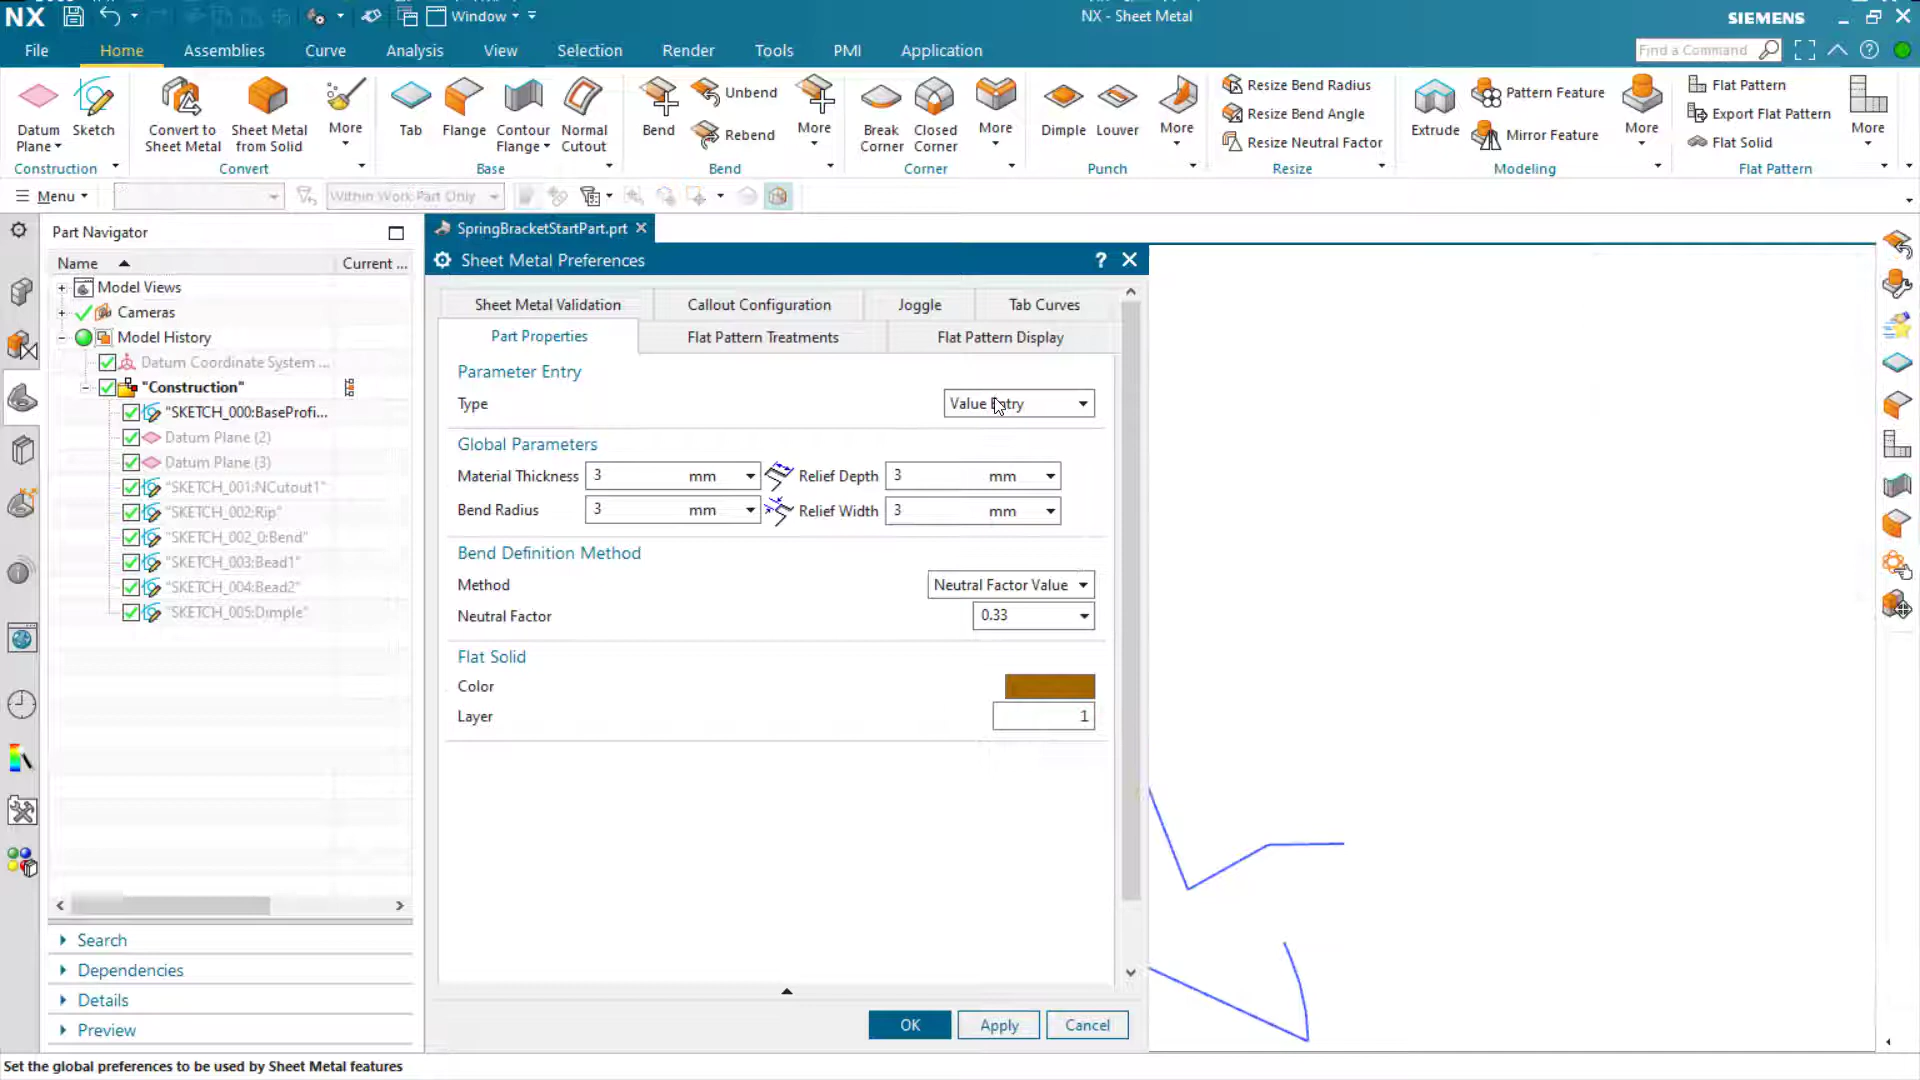 NX
Window
NX - Sheet Metal
SIEMENS
File
Home
Assemblies
Curve
Analysis
View
Selection
Render
Tools
PMI
Application
Find a Command
Datum Plane
Sketch
Construction
Convert to Sheet Metal
Sheet Metal from Solid
More
Convert
Tab
Flange
Contour Flange
Normal Cutout
Base
Bend
Unbend
Rebend
More
Bend
Break Corner
Closed Corner
More
Corner
Dimple
Louver
More
Punch
Resize Bend Radius
Resize Bend Angle
Resize Neutral Factor
Resize
Extrude
Pattern Feature
Mirror Feature
More
Modeling
Flat Pattern
Export Flat Pattern
Flat Solid
More
Flat Pattern
Menu
Within Work Part Only
Part Navigator
Name
Current ...
Model Views
Cameras
Model History
Datum Coordinate System ...
"Construction"
"SKETCH_000:BaseProfi...
Datum Plane (2)
Datum Plane (3)
"SKETCH_001:NCutout1"
"SKETCH_002:Rip"
"SKETCH_002_0:Bend"
"SKETCH_003:Bead1"
"SKETCH_004:Bead2"
"SKETCH_005:Dimple"
Search
Dependencies
Details
Preview
SpringBracketStartPart.prt
Sheet Metal Preferences
Sheet Metal Validation
Callout Configuration
Joggle
Tab Curves
Part Properties
Flat Pattern Treatments
Flat Pattern Display
Parameter Entry
Type
Value Entry
Global Parameters
Material Thickness 3 mm Relief Depth 3 mm
Bend Radius 3 mm Relief Width 3 mm
Bend Definition Method
Method
Neutral Factor Value
Neutral Factor
0.33
Flat Solid
Color
Layer
1
OK
Apply
Cancel
Set the global preferences to be used by Sheet Metal features